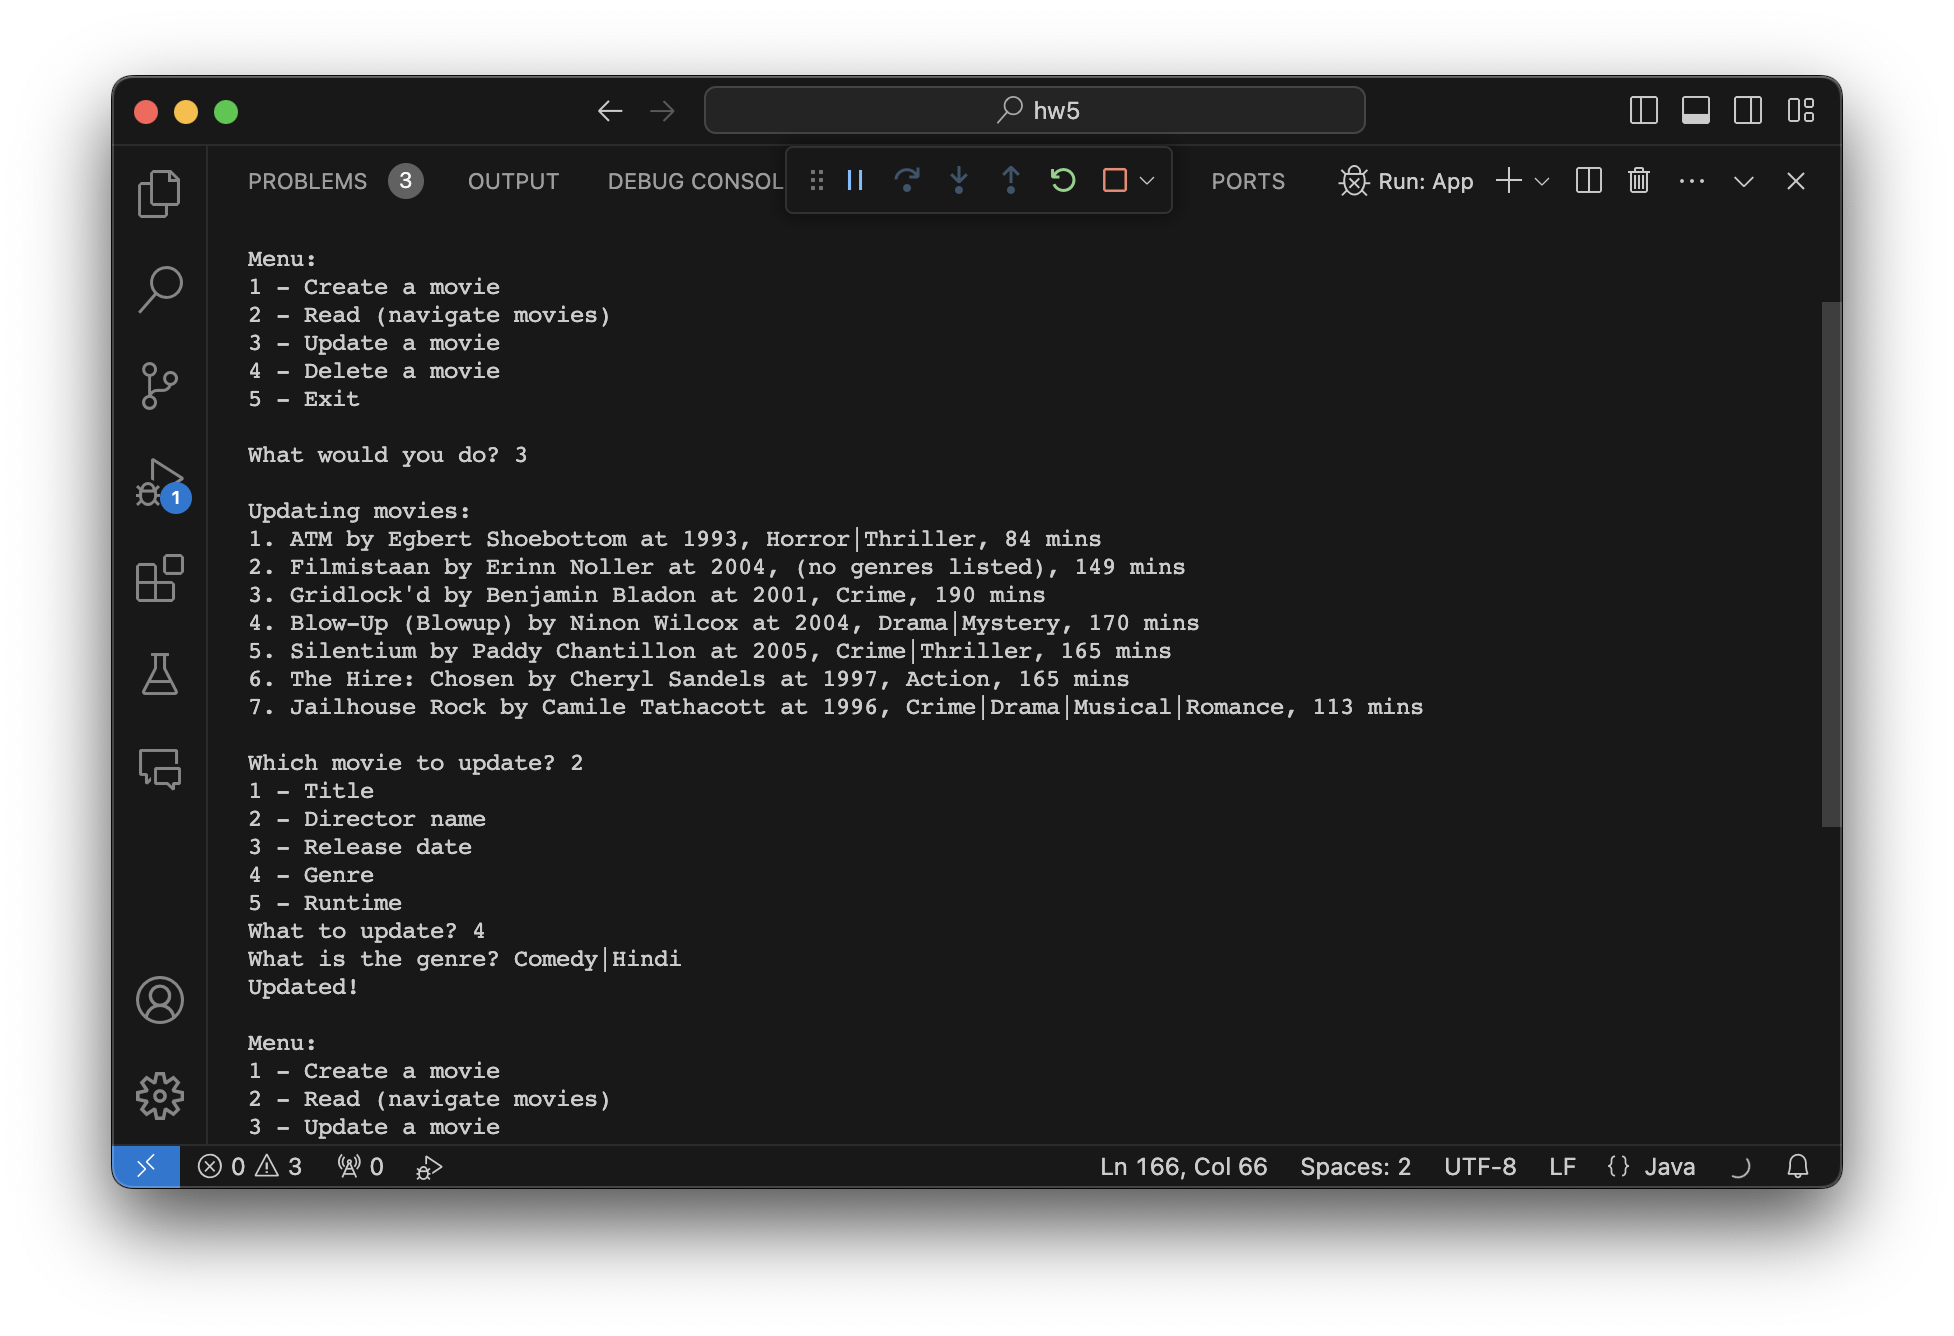 hw5
PROBLEMS 3 OUTPUT DEBUG CONSOL PORTS Run: App
Menu:
1 – Create a movie
2 – Read (navigate movies)
3 – Update a movie
4 – Delete a movie
5 – Exit
What would you do? 3
Updating movies:
1. ATM by Egbert Shoebottom at 1993, Horror|Thriller, 84 mins
2. Filmistaan by Erinn Noller at 2004, (no genres listed), 149 mins
3. Gridlock'd by Benjamin Bladon at 2001, Crime, 190 mins
4. Blow-Up (Blowup) by Ninon Wilcox at 2004, Drama|Mystery, 170 mins
5. Silentium by Paddy Chantillon at 2005, Crime|Thriller, 165 mins
6. The Hire: Chosen by Cheryl Sandels at 1997, Action, 165 mins
7. Jailhouse Rock by Camile Tathacott at 1996, Crime|Drama|Musical|Romance, 113 mins
Which movie to update? 2
1 – Title
2 – Director name
3 – Release date
4 – Genre
5 – Runtime
What to update? 4
What is the genre? Comedy|Hindi
Updated!
Menu:
1 – Create a movie
2 – Read (navigate movies)
3 – Update a movie
1
0 3 0 Ln 166, Col 66 Spaces: 2 UTF-8 LF {} Java